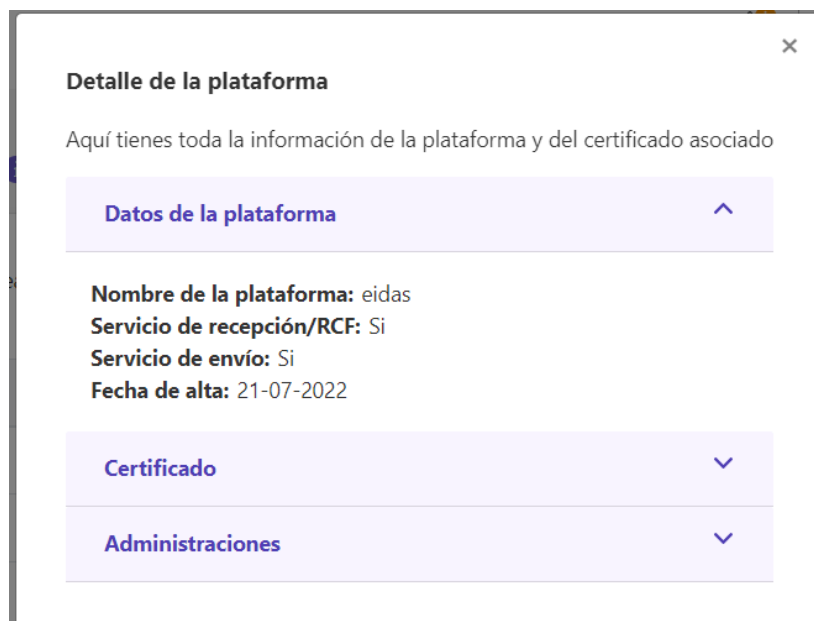 Detalle de la plataforma
Aquí tienes toda la información de la plataforma y del certificado asociado
Datos de la plataforma
Nombre de la plataforma: eidas
Servicio de recepción/RCF: Si
Servicio de envío: Si
Fecha de alta: 21-07-2022
Certificado
Administraciones